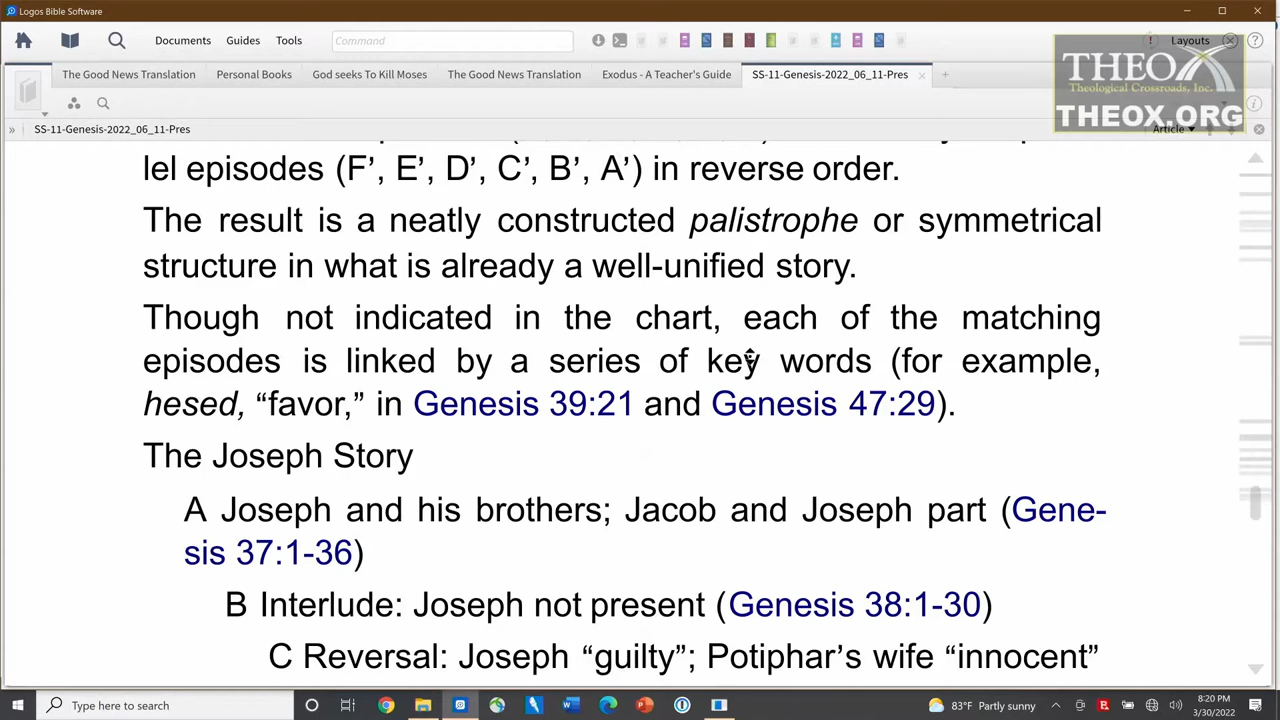 Logos Bible Software
Documents Guides Tools Command Layouts
The Good News Translation Personal Books God seeks To Kill Moses The Good News Translation Exodus - A Teacher's Guide SS-11-Genesis-2022_06_11-Pres
THEOX
Theological Crossroads, Inc.
THEOX.ORG
SS-11-Genesis-2022_06_11-Pres Article
lel episodes (F’, E’, D’, C’, B’, A’) in reverse order.
The result is a neatly constructed palistrophe or symmetrical
structure in what is already a well-unified story.
Though not indicated in the chart, each of the matching
episodes is linked by a series of key words (for example,
hesed, “favor,” in Genesis 39:21 and Genesis 47:29).
The Joseph Story
A Joseph and his brothers; Jacob and Joseph part (Gene-
sis 37:1-36)
B Interlude: Joseph not present (Genesis 38:1-30)
C Reversal: Joseph “guilty”; Potiphar’s wife “innocent”
Type here to search
83°F Partly sunny
8:20 PM
3/30/2022